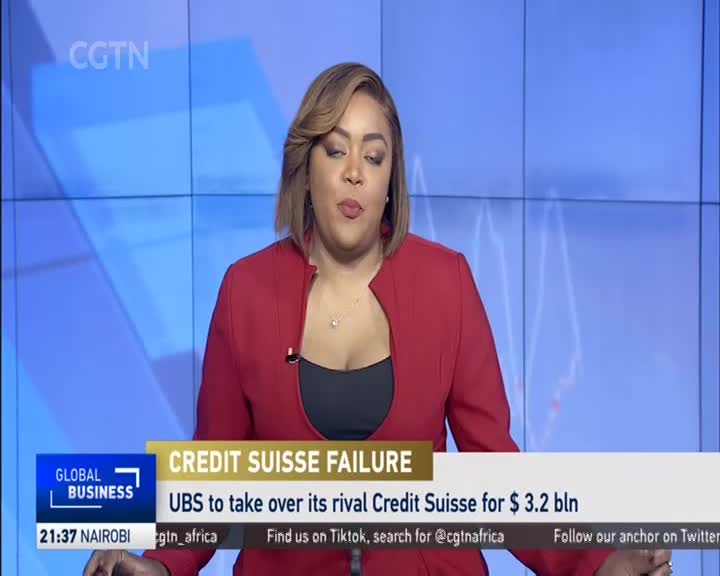 CGTN
CREDIT SUISSE FAILURE
GLOBAL
BUSINESS
UBS to take over its rival Credit Suisse for $ 3.2 bln
21:37 NAIROBI
cgtn_africa
Find us on Tiktok, search for @cgtnafrica
Follow our anchor on Twitter